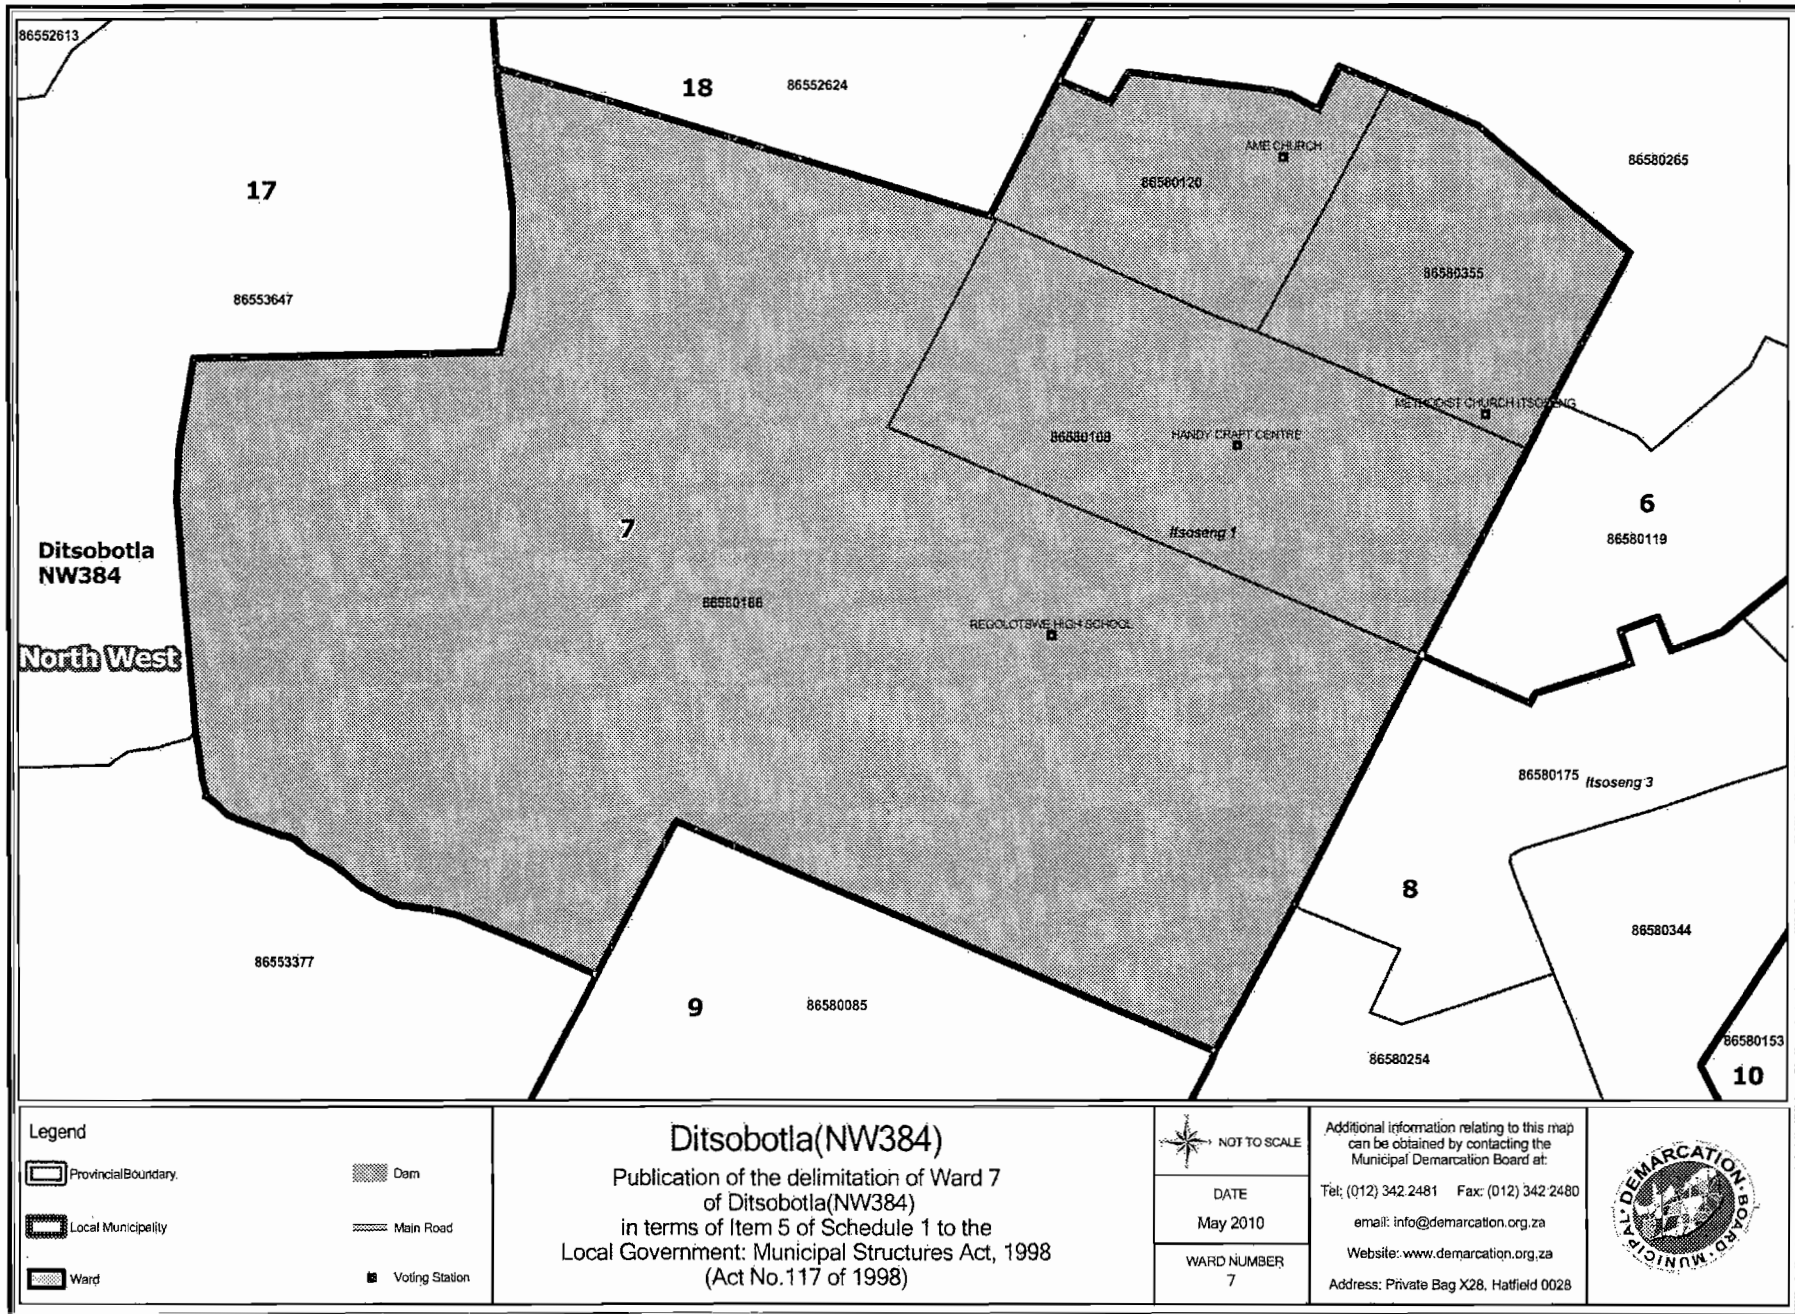 86552613
18
86552624
AME CHURCH
86580265
17
86580120
86580355
86553647
METHODIST CHURCH ITSOSENG
HANDY CRAFT CENTRE
6
86580119
7
Itsoseng 1
Ditsobotla
NW384
86580186
REGOLOTSWE HIGH SCHOOL
North West
86580175
Itsoseng 3
8
86580344
86553377
9
86580085
86580254
86580153
10
Legend
Provincial Boundary
Local Municipality
Ward
Dam
Main Road
Voting Station
Ditsobotla(NW384)
Publication of the delimitation of Ward 7
of Ditsobotla(NW384)
in terms of Item 5 of Schedule 1 to the
Local Government: Municipal Structures Act, 1998
(Act No.117 of 1998)
NOT TO SCALE
DATE
May 2010
WARD NUMBER
7
Additional information relating to this map
can be obtained by contacting the
Municipal Demarcation Board at:
Tel: (012) 342 2481 Fax: (012) 342 2480
email: info@demarcation.org.za
Website: www.demarcation.org.za
Address: Private Bag X28, Hatfield 0028
MUNICIPAL DEMARCATION BOARD